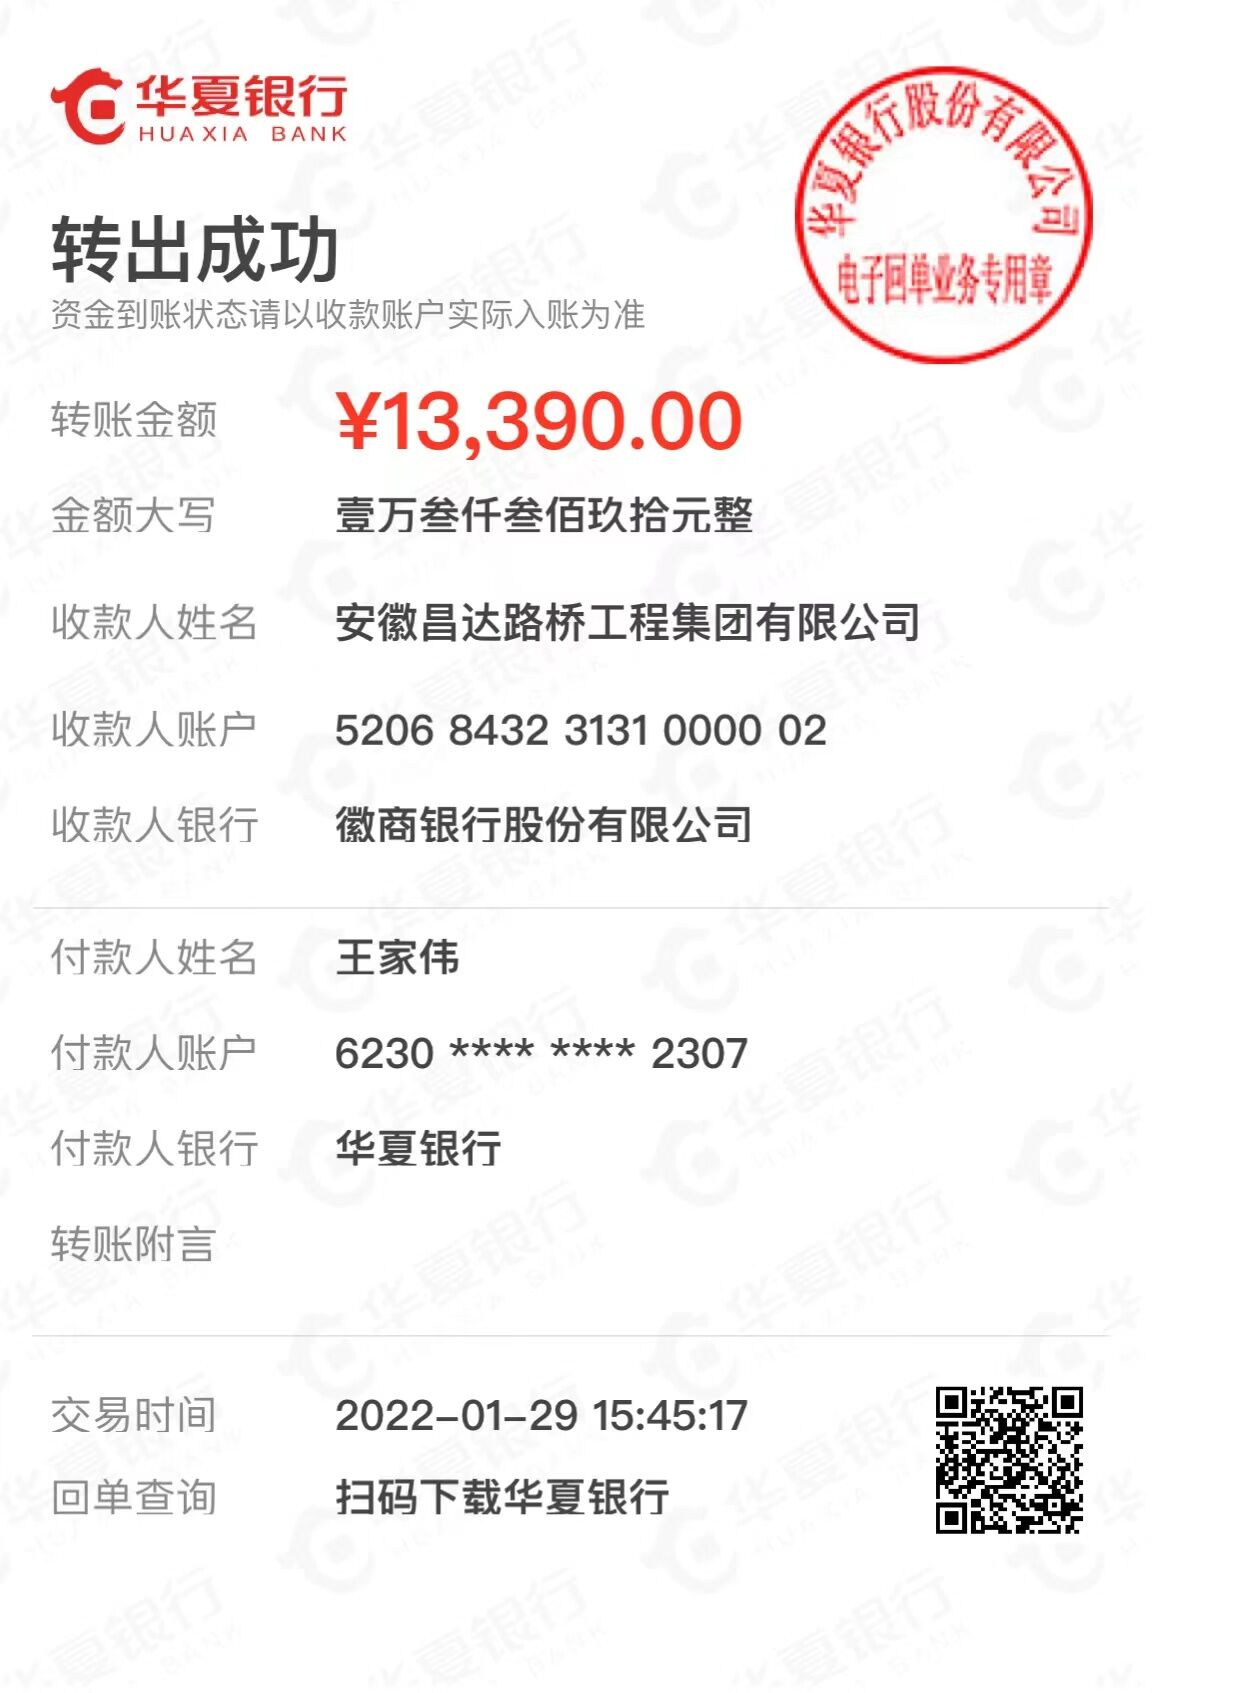 华夏银行
HUAXIA BANK
华夏银行股份有限公司
电子回单业务专用章
转出成功
资金到账状态请以收款账户实际入账为准
转账金额 ¥13,390.00
金额大写 壹万叁仟叁佰玖拾元整
收款人姓名 安徽昌达路桥工程集团有限公司
收款人账户 5206 8432 3131 0000 02
收款人银行 徽商银行股份有限公司
付款人姓名 王家伟
付款人账户 6230 **** **** 2307
付款人银行 华夏银行
转账附言
交易时间 2022-01-29 15:45:17
回单查询 扫码下载华夏银行